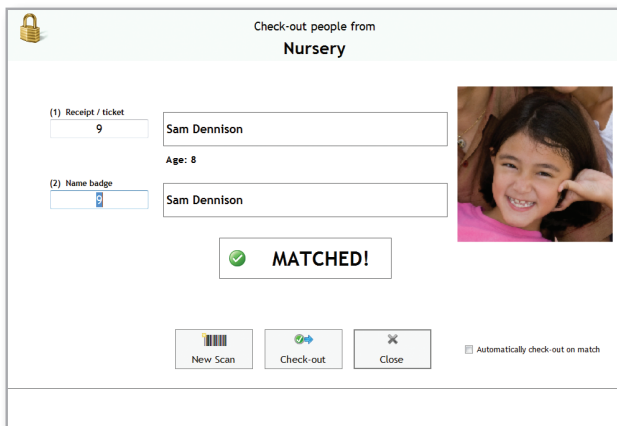 Check-out people from
Nursery
(1) Receipt / ticket
9
Sam Dennison
Age: 8
(2) Name badge
9
Sam Dennison
MATCHED!
New Scan
Check-out
Close
Automatically check-out on match